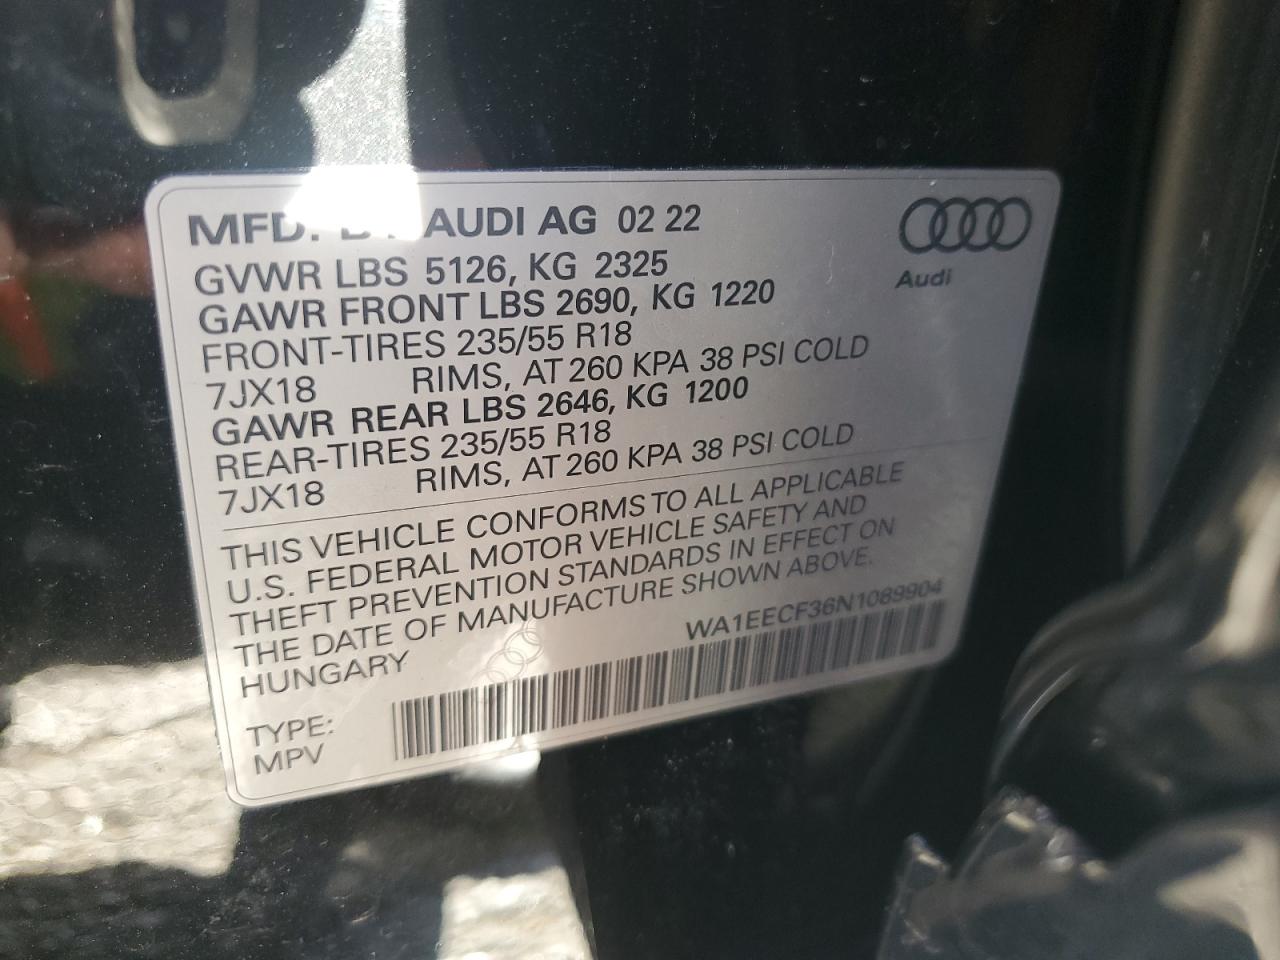 MFD. BY AUDI AG 02 22
Audi
GVWR LBS 5126, KG 2325
GAWR FRONT LBS 2690, KG 1220
FRONT-TIRES 235/55 R18
7JX18 RIMS, AT 260 KPA 38 PSI COLD
GAWR REAR LBS 2646, KG 1200
REAR-TIRES 235/55 R18
7JX18 RIMS, AT 260 KPA 38 PSI COLD
THIS VEHICLE CONFORMS TO ALL APPLICABLE
U.S. FEDERAL MOTOR VEHICLE SAFETY AND
THEFT PREVENTION STANDARDS IN EFFECT ON
THE DATE OF MANUFACTURE SHOWN ABOVE.
HUNGARY
WA1EECF36N1089904
TYPE:
MPV